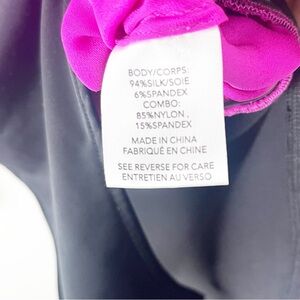 BODY/CORPS:
94%SILK/SOIE
6%SPANDEX
COMBO:
85%NYLON ,
15%SPANDEX
MADE IN CHINA
FABRIQUÉ EN CHINE
SEE REVERSE FOR CARE
ENTRETIEN AU VERSO